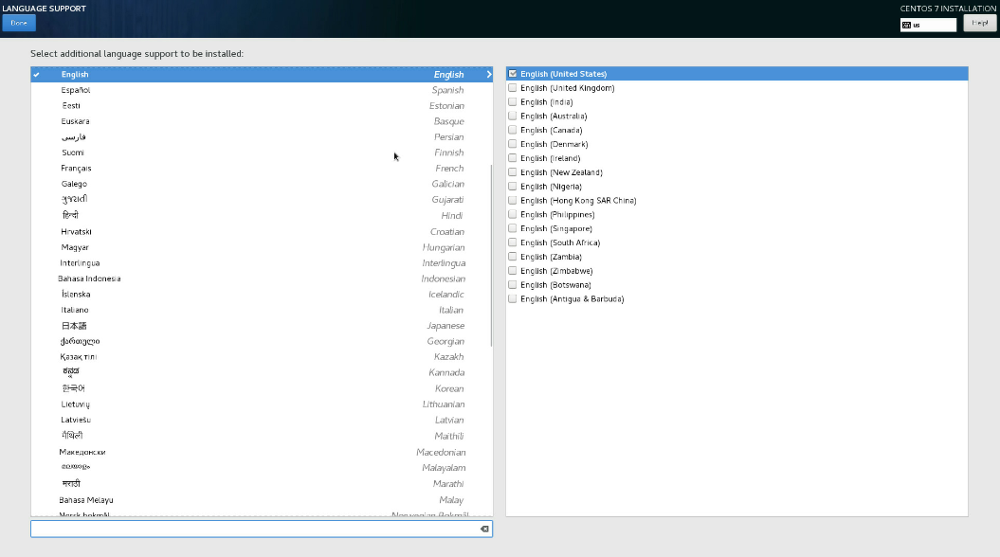 LANGUAGE SUPPORT
Done
CENTOS 7 INSTALLATION
us
Help!
Select additional language support to be installed:
English English
Español Spanish
Eesti Estonian
Euskara Basque
فارسی Persian
Suomi Finnish
Français French
Galego Galician
ગુજરાતી Gujarati
हिन्दी Hindi
Hrvatski Croatian
Magyar Hungarian
Interlingua Interlingua
Bahasa Indonesia Indonesian
Íslenska Icelandic
Italiano Italian
日本語 Japanese
ქართული Georgian
Қазақ тілі Kazakh
ಕನ್ನಡ Kannada
한국어 Korean
Lietuvių Lithuanian
Latviešu Latvian
मैथिली Maithili
Македонски Macedonian
മലയാളം Malayalam
मराठी Marathi
Bahasa Melayu Malay
Norsk bokmål Norwegian Bokmål
English (United States)
English (United Kingdom)
English (India)
English (Australia)
English (Canada)
English (Denmark)
English (Ireland)
English (New Zealand)
English (Nigeria)
English (Hong Kong SAR China)
English (Philippines)
English (Singapore)
English (South Africa)
English (Zambia)
English (Zimbabwe)
English (Botswana)
English (Antigua & Barbuda)